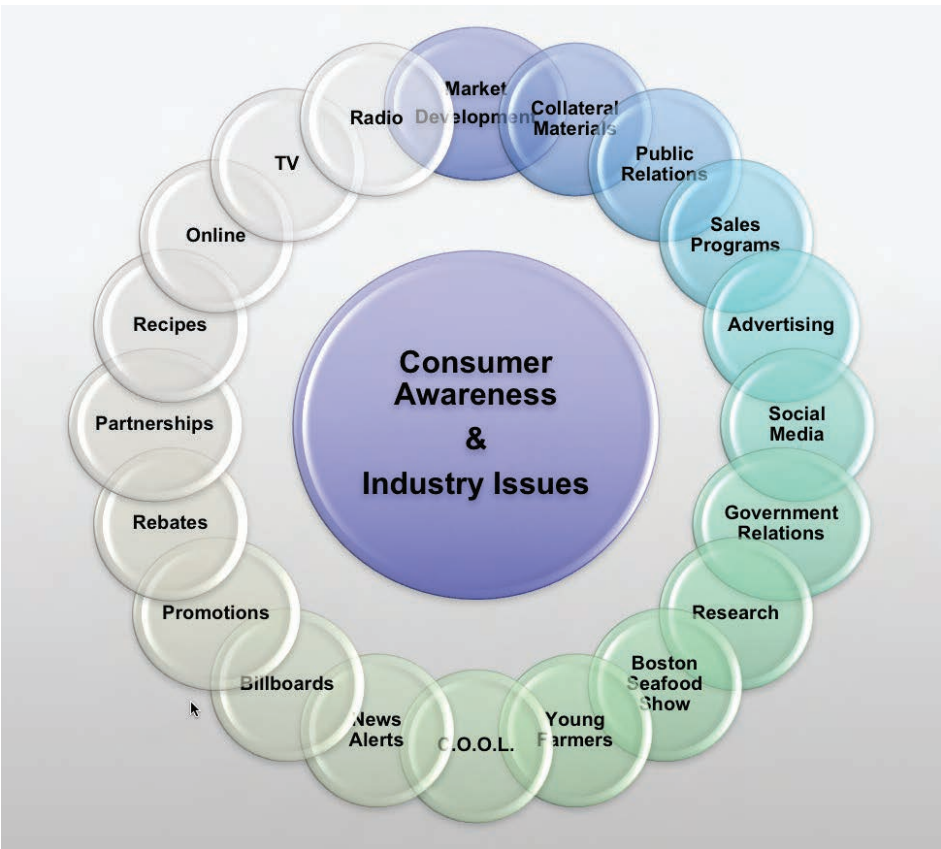 Market
Development
Collateral
Materials
Public
Relations
Sales
Programs
Advertising
Social
Media
Government
Relations
Research
Boston
Seafood
Show
Young
Farmers
C.O.O.L.
News
Alerts
Billboards
Promotions
Rebates
Partnerships
Recipes
Online
TV
Radio
Consumer
Awareness
&
Industry Issues